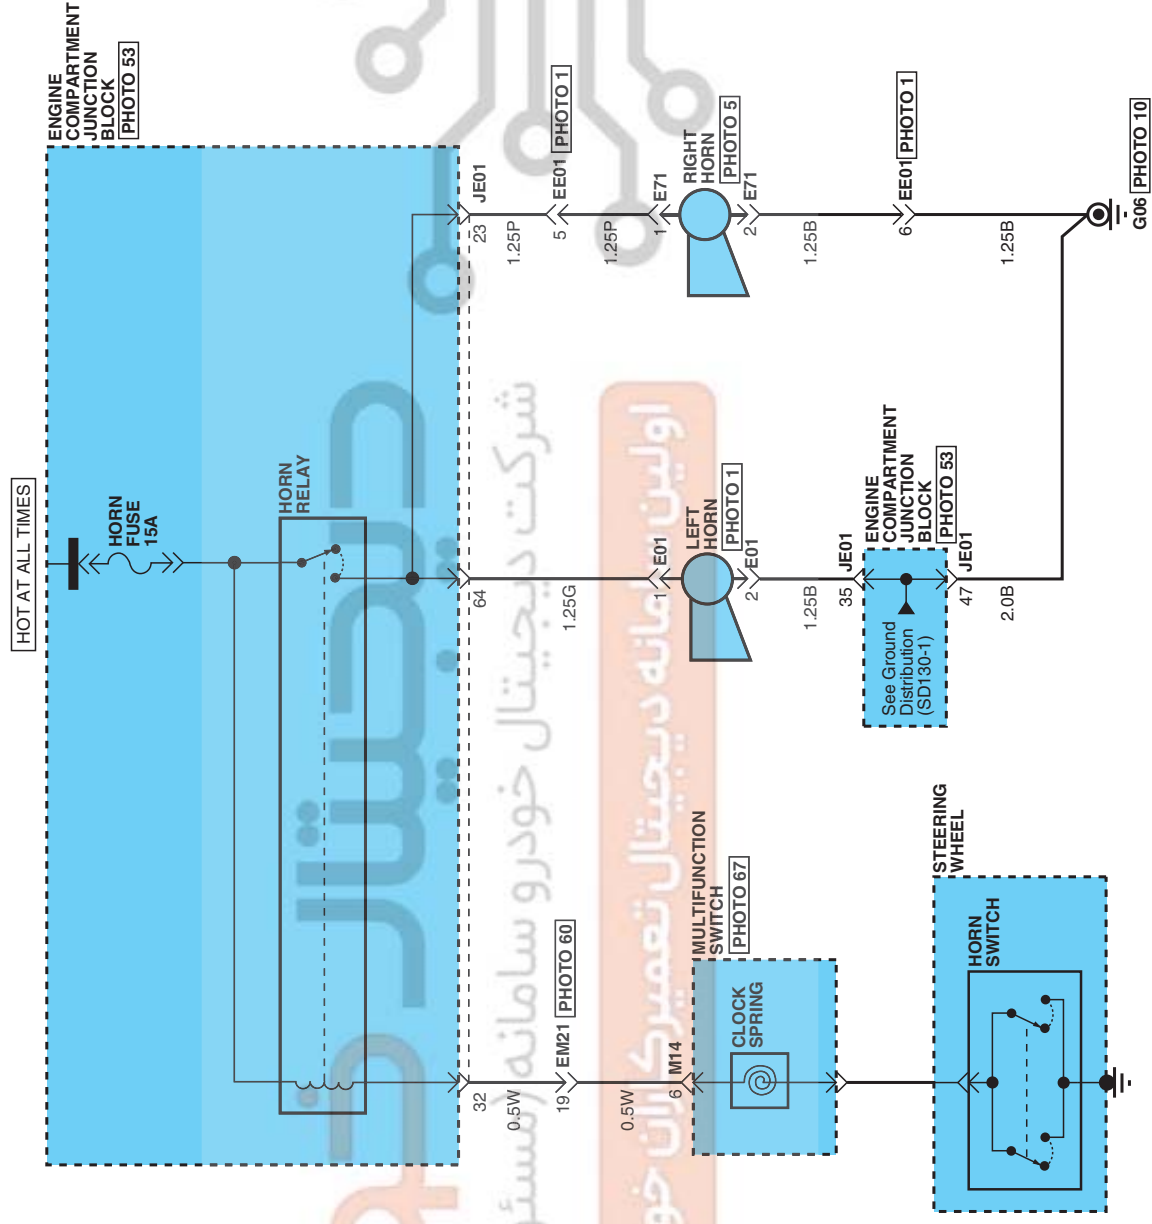 HOT AT ALL TIMES
ENGINE
COMPARTMENT
JUNCTION
BLOCK
PHOTO 53
HORN
FUSE
15A
HORN
RELAY
32
0.5W
19
EM21
PHOTO 60
0.5W
6
M14
MULTIFUNCTION
SWITCH
PHOTO 67
CLOCK
SPRING
STEERING
WHEEL
HORN
SWITCH
64
1.25G
1
E01
LEFT
HORN
PHOTO 1
2
E01
1.25B
35
JE01
ENGINE
COMPARTMENT
JUNCTION
BLOCK
PHOTO 53
See Ground
Distribution
(SD130-1)
47
JE01
2.0B
23
JE01
1.25P
5
EE01
PHOTO 1
1.25P
1
E71
RIGHT
HORN
PHOTO 5
2
E71
1.25B
6
EE01
PHOTO 1
1.25B
G06
PHOTO 10
شرکت دیجیتال خودرو سامانه
اولین سامانه دیجیتال تعمیرکاران